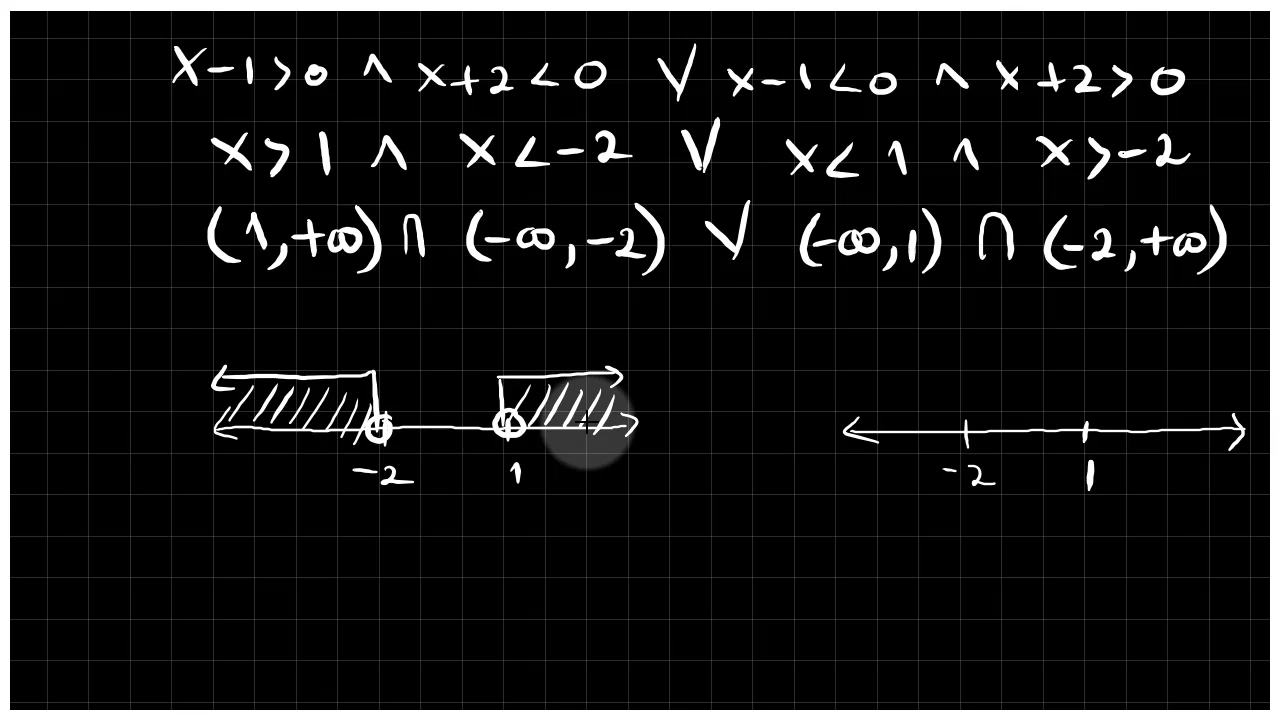 x-1>0 ∧ x+2<0 ∨ x-1<0 ∧ x+2>0
x>1 ∧ x<-2 ∨ x<1 ∧ x>-2
(1,+∞) ∩ (-∞,-2) ∨ (-∞,1) ∩ (-2,+∞)
-2 1 -2 1